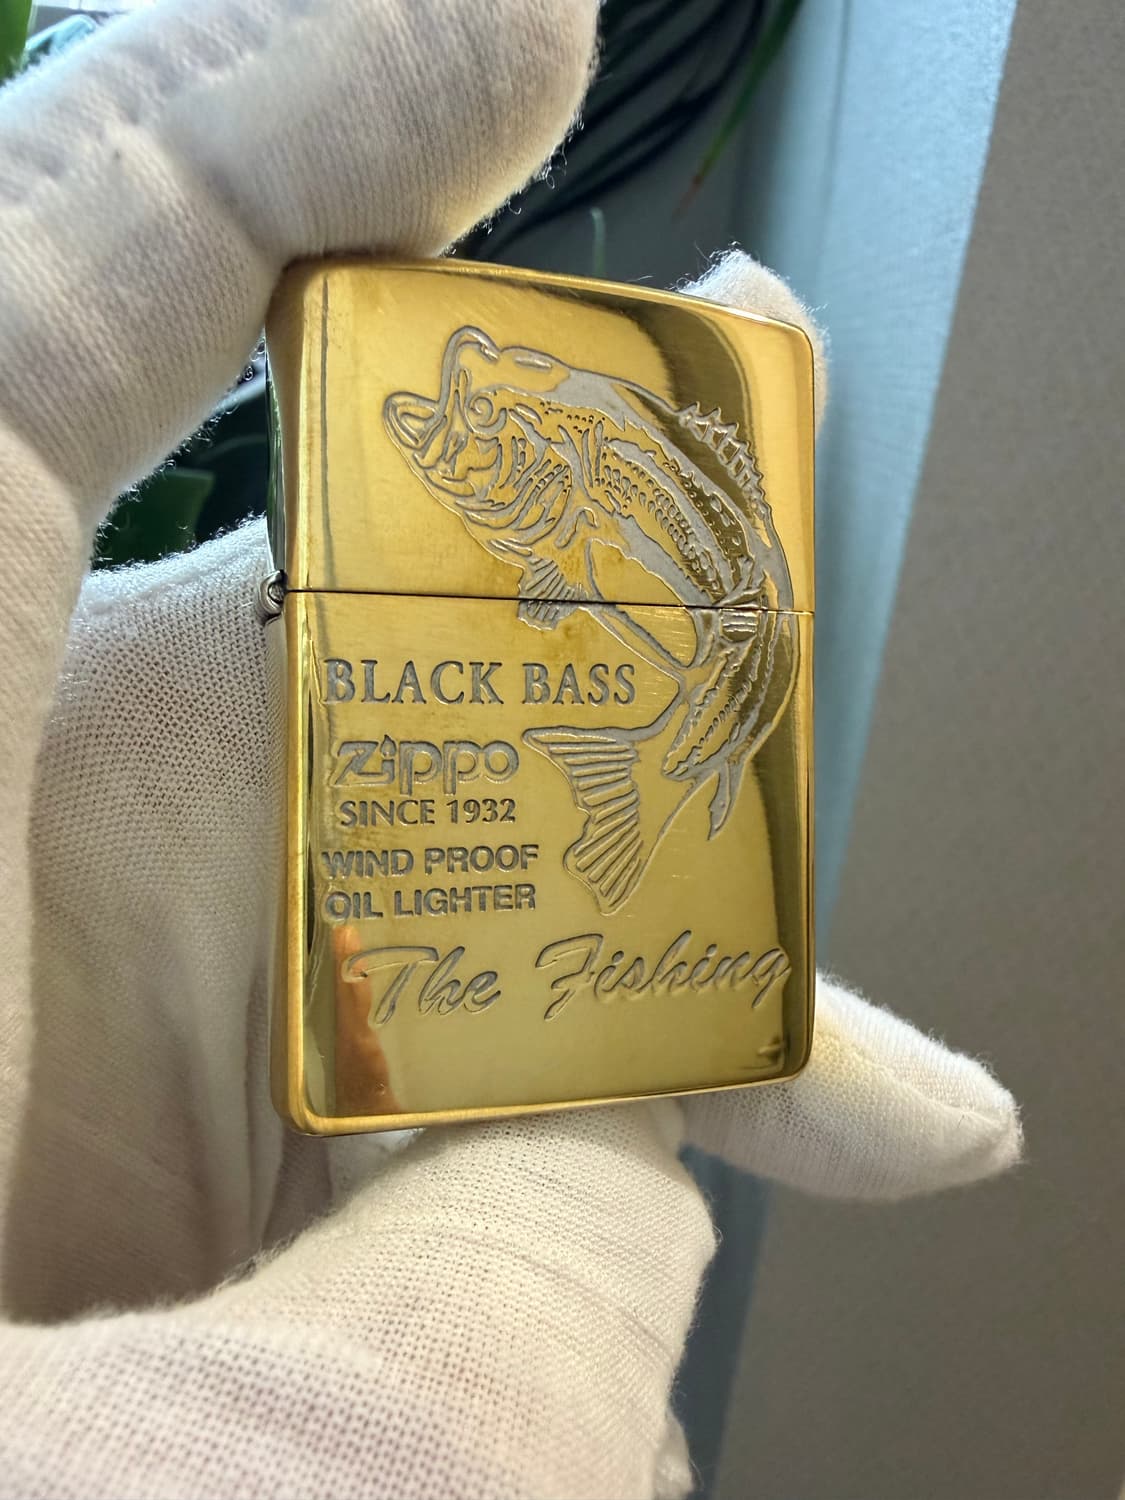 BLACK BASS
Zippo
SINCE 1932
WIND PROOF
OIL LIGHTER
The Fishing